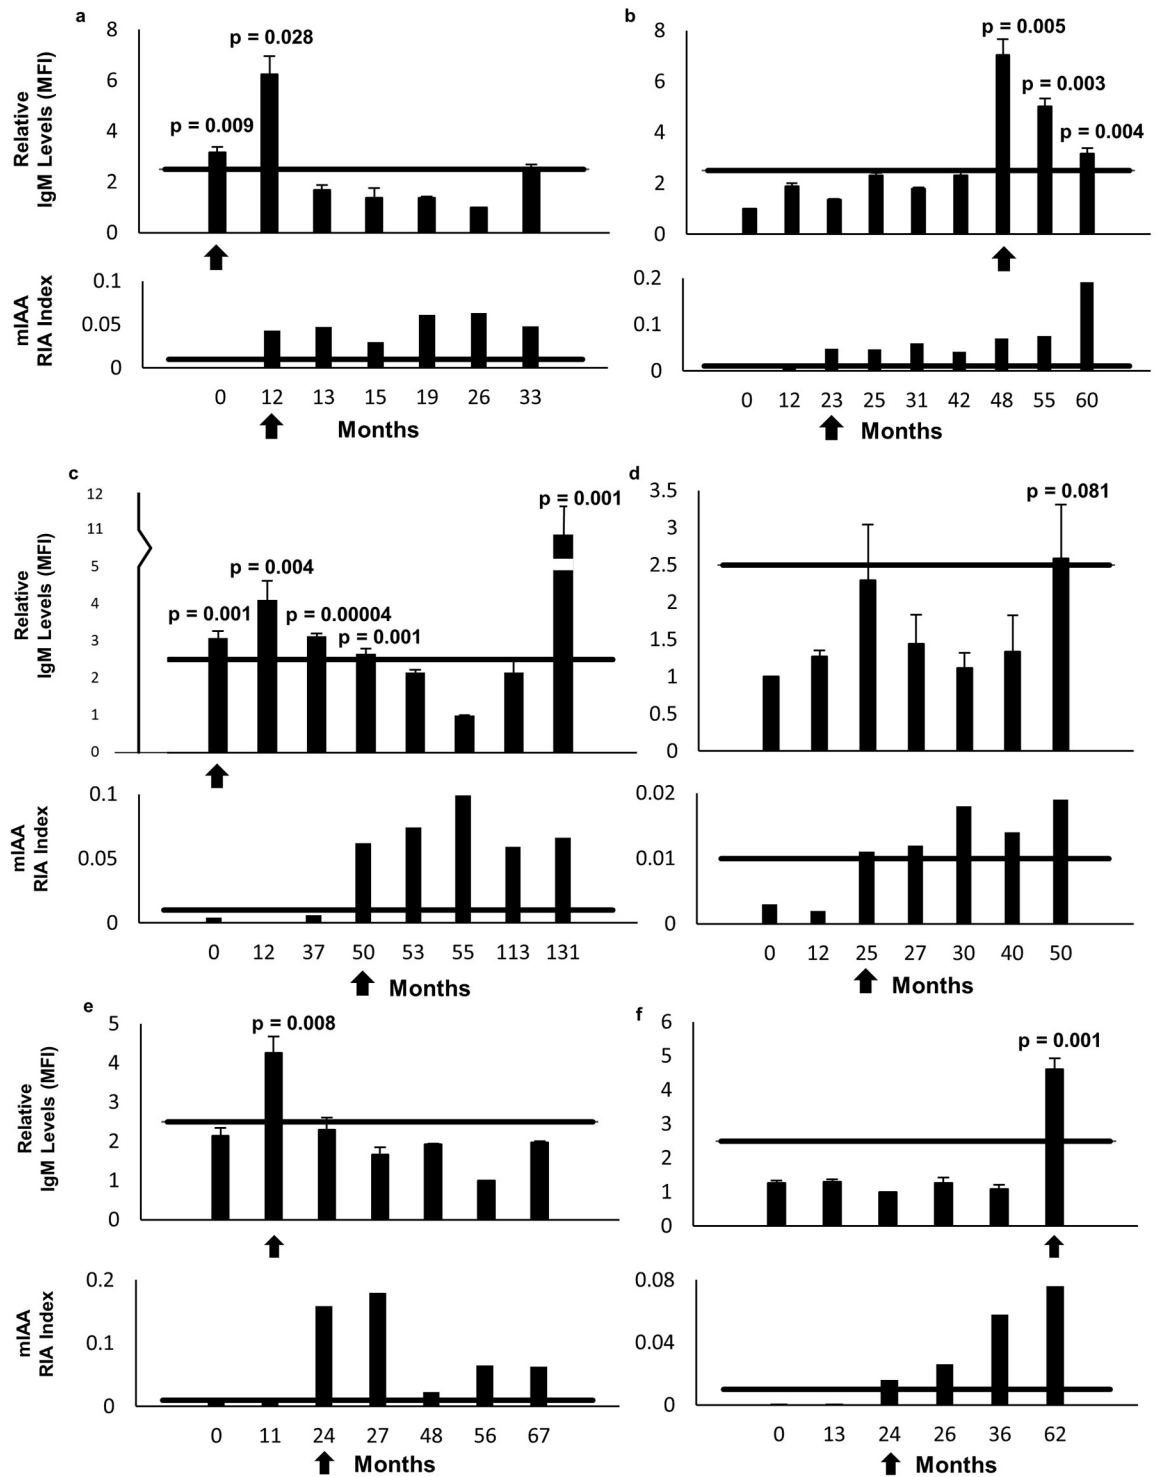 a
Relative
IgM Levels (MFI)
8
6
4
2
0
p = 0.009
p = 0.028
mIAA
RIA Index
0.1
0.05
0
0 12 13 15 19 26 33
Months
b
8
6
4
2
0
p = 0.005
p = 0.003
p = 0.004
0.2
0.1
0
0 12 23 25 31 42 48 55 60
Months
c
Relative
IgM Levels (MFI)
12
11
5
4
3
2
1
0
p = 0.001
p = 0.004
p = 0.00004
p = 0.001
p = 0.001
mIAA
RIA Index
0.1
0.05
0
0 12 37 50 53 55 113 131
Months
d
3.5
3
2.5
2
1.5
1
0.5
0
p = 0.081
0.02
0.01
0
0 12 25 27 30 40 50
Months
e
Relative
IgM Levels (MFI)
5
4
3
2
1
0
p = 0.008
mIAA
RIA Index
0.2
0.1
0
0 11 24 27 48 56 67
Months
f
6
5
4
3
2
1
0
p = 0.001
0.08
0.04
0
0 13 24 26 36 62
Months